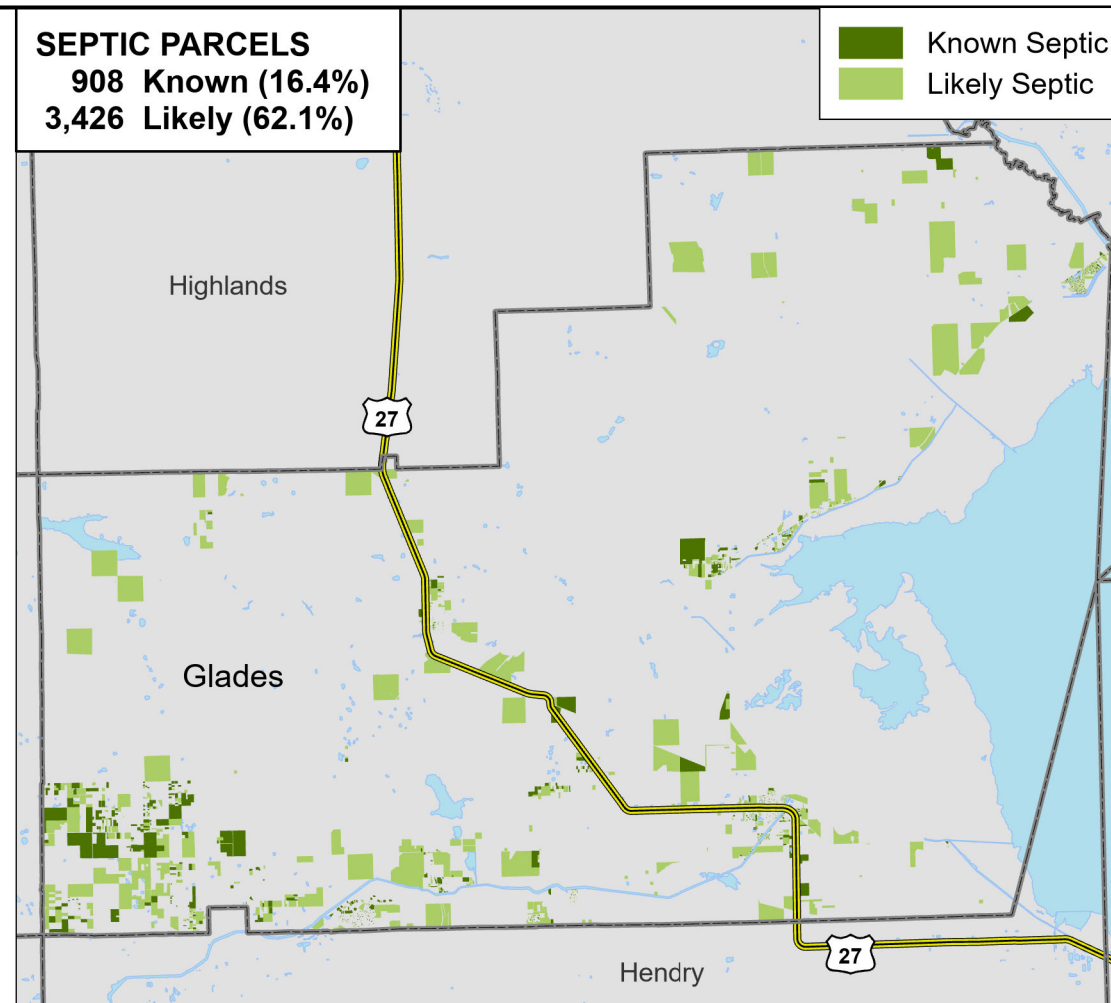 SEPTIC PARCELS
908 Known (16.4%)
3,426 Likely (62.1%)
Known Septic
Likely Septic
Highlands
27
Glades
27
Hendry